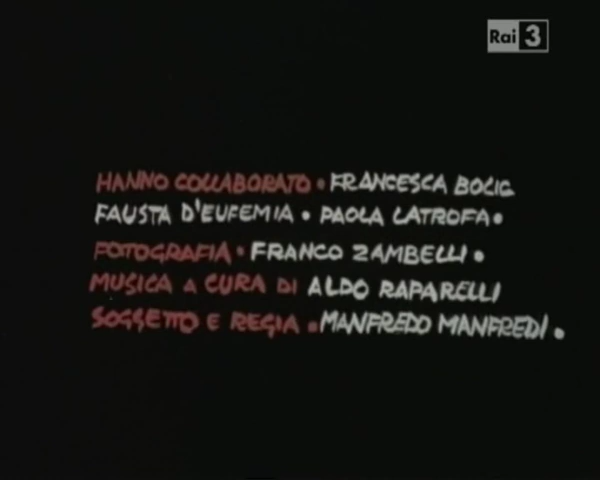 Rai 3
HANNO COLLABORATO • FRANCESCA BOLIG
FAUSTA D'EUFEMIA • PAOLA LATROFA •
FOTOGRAFIA • FRANCO ZAMBELLI •
MUSICA A CURA DI ALDO RAPARELLI
SOGGETTO E REGIA • MANFREDO MANFREDI •